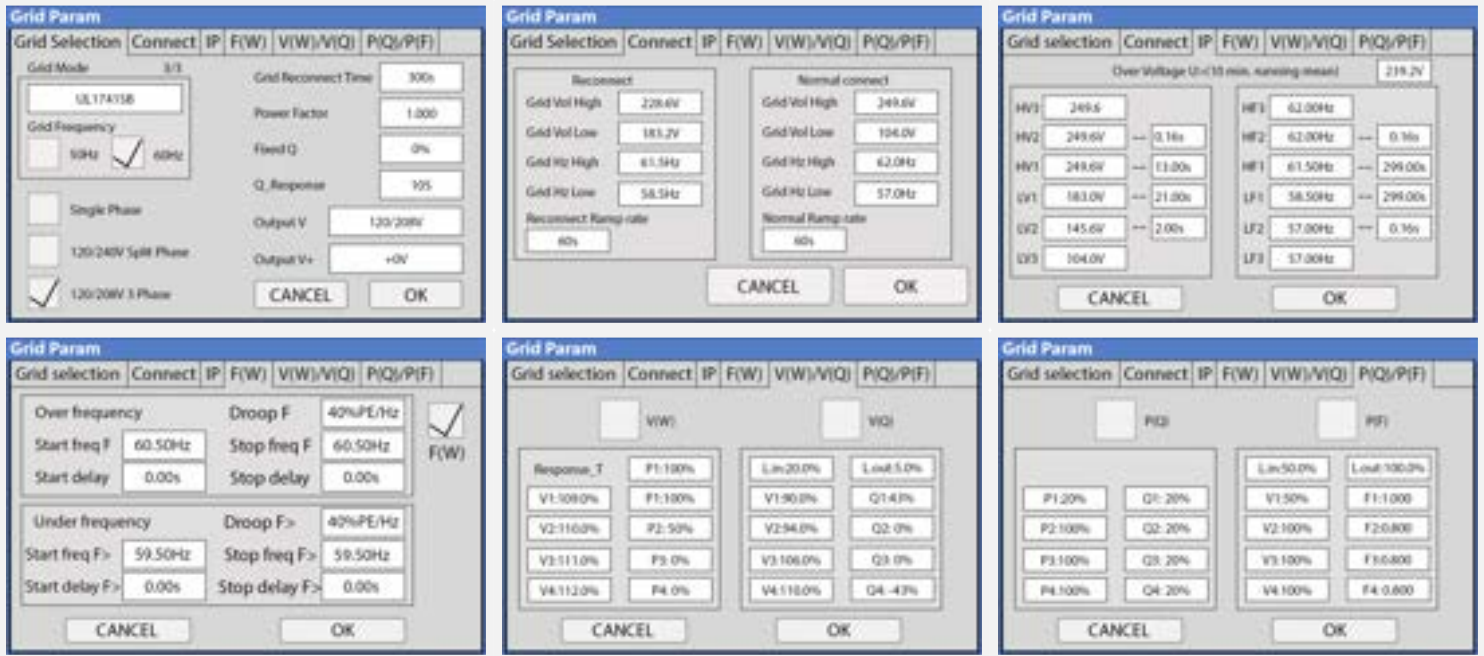 Grid Param
Grid Selection Connect IP F(W) V(W)/V(Q) P(Q)/P(F)
Grid Mode 3/3
UL1741SB
Grid Frequency
50Hz 60Hz
Single Phase
120/240V Split Phase
120/208V 3 Phase
Grid Reconnect Time 300s
Power Factor 1.000
Fixed Q 0%
Q_Response 10S
Output V 120/208V
Output V+ +0V
CANCEL OK
Grid Param
Grid Selection Connect IP F(W) V(W)/V(Q) P(Q)/P(F)
Reconnect
Grid Vol High 228.6V
Grid Vol Low 183.2V
Grid Hz High 61.5Hz
Grid Hz Low 58.5Hz
Reconnect Ramp rate
60s
Normal connect
Grid Vol High 249.6V
Grid Vol Low 104.0V
Grid Hz High 62.0Hz
Grid Hz Low 57.0Hz
Normal Ramp rate
60s
CANCEL OK
Grid Param
Grid selection Connect IP F(W) V(W)/V(Q) P(Q)/P(F)
Over Voltage U>(10 min. running mean) 239.2V
HV3 249.6
HV2 249.6V -- 0.16s
HV1 249.6V -- 13.00s
LV1 183.0V -- 21.00s
LV2 145.6V -- 2.00s
LV3 104.0V
HF3 62.00Hz
HF2 62.00Hz -- 0.16s
HF1 61.50Hz -- 299.00s
LF1 58.50Hz -- 299.00s
LF2 57.00Hz -- 0.16s
LF3 57.00Hz
CANCEL OK
Grid Param
Grid selection Connect IP F(W) V(W)/V(Q) P(Q)/P(F)
Over frequency Droop F 40%PE/Hz
Start freq F 60.50Hz Stop freq F 60.50Hz
Start delay 0.00s Stop delay 0.00s
F(W)
Under frequency Droop F> 40%PE/Hz
Start freq F> 59.50Hz Stop freq F> 59.50Hz
Start delay F> 0.00s Stop delay F> 0.00s
CANCEL OK
Grid Param
Grid selection Connect IP F(W) V(W)/V(Q) P(Q)/P(F)
V(W) V(Q)
Response_T P1:100%
V1:109.0% P1:100%
V2:110.0% P2: 50%
V3:111.0% P3: 0%
V4:112.0% P4: 0%
Lin:20.0% Lout:5.0%
V1:90.0% Q1:43%
V2:94.0% Q2: 0%
V3:106.0% Q3: 0%
V4:110.0% Q4: -43%
CANCEL OK
Grid Param
Grid selection Connect IP F(W) V(W)/V(Q) P(Q)/P(F)
P(Q) P(F)
P1:20% Q1: 20%
P2:100% Q2: 20%
P3:100% Q3: 20%
P4:100% Q4: 20%
Lin:50.0% Lout:100.0%
V1:50% F1:1.000
V2:100% F2:0.800
V3:100% F3:0.800
V4:100% F4: 0.800
CANCEL OK